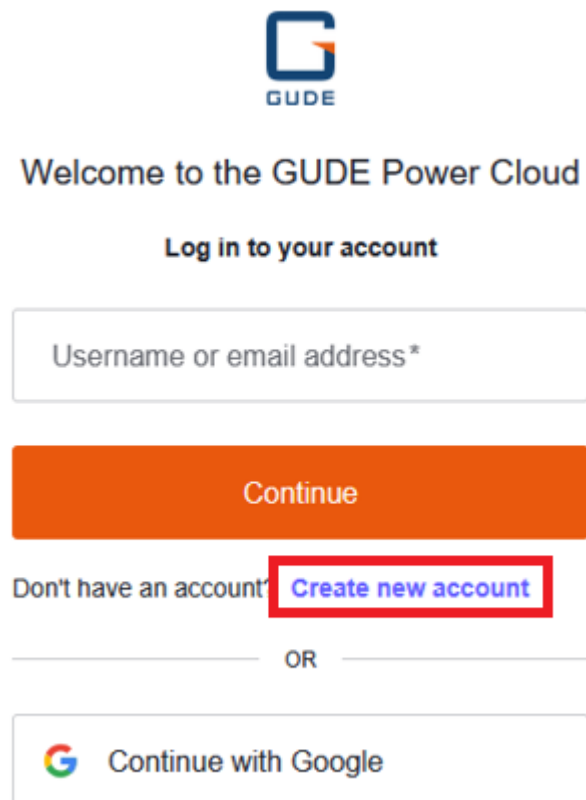 GUDE
Welcome to the GUDE Power Cloud
Log in to your account
Username or email address*
Continue
Don't have an account? Create new account
OR
Continue with Google